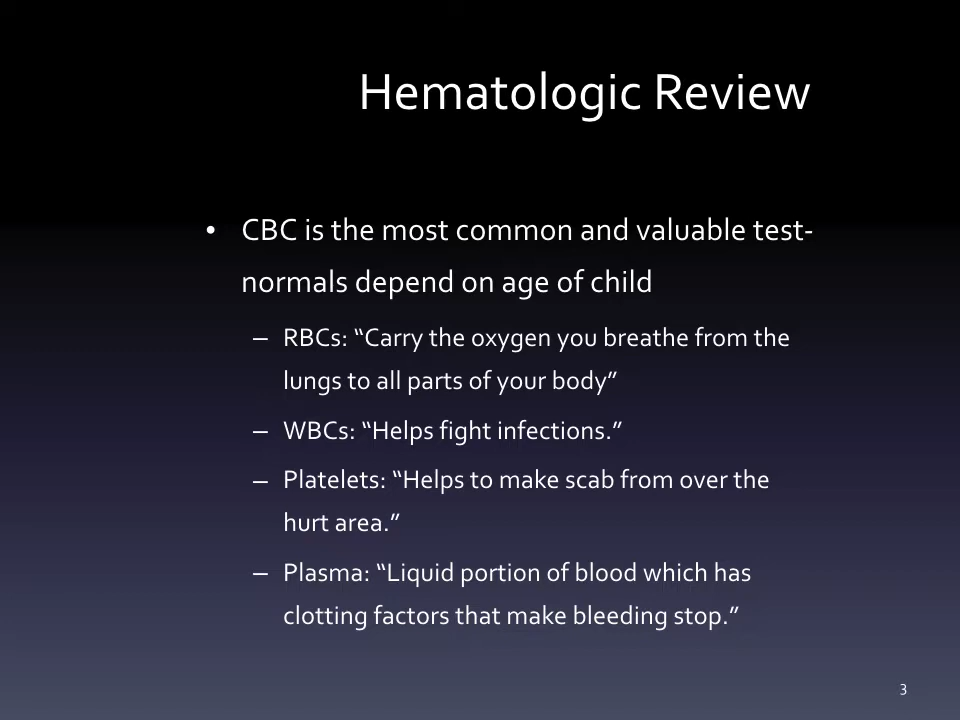 Hematologic Review
• CBC is the most common and valuable test-
normals depend on age of child
– RBCs: “Carry the oxygen you breathe from the
lungs to all parts of your body”
– WBCs: “Helps fight infections.”
– Platelets: “Helps to make scab from over the
hurt area.”
– Plasma: “Liquid portion of blood which has
clotting factors that make bleeding stop.”
3